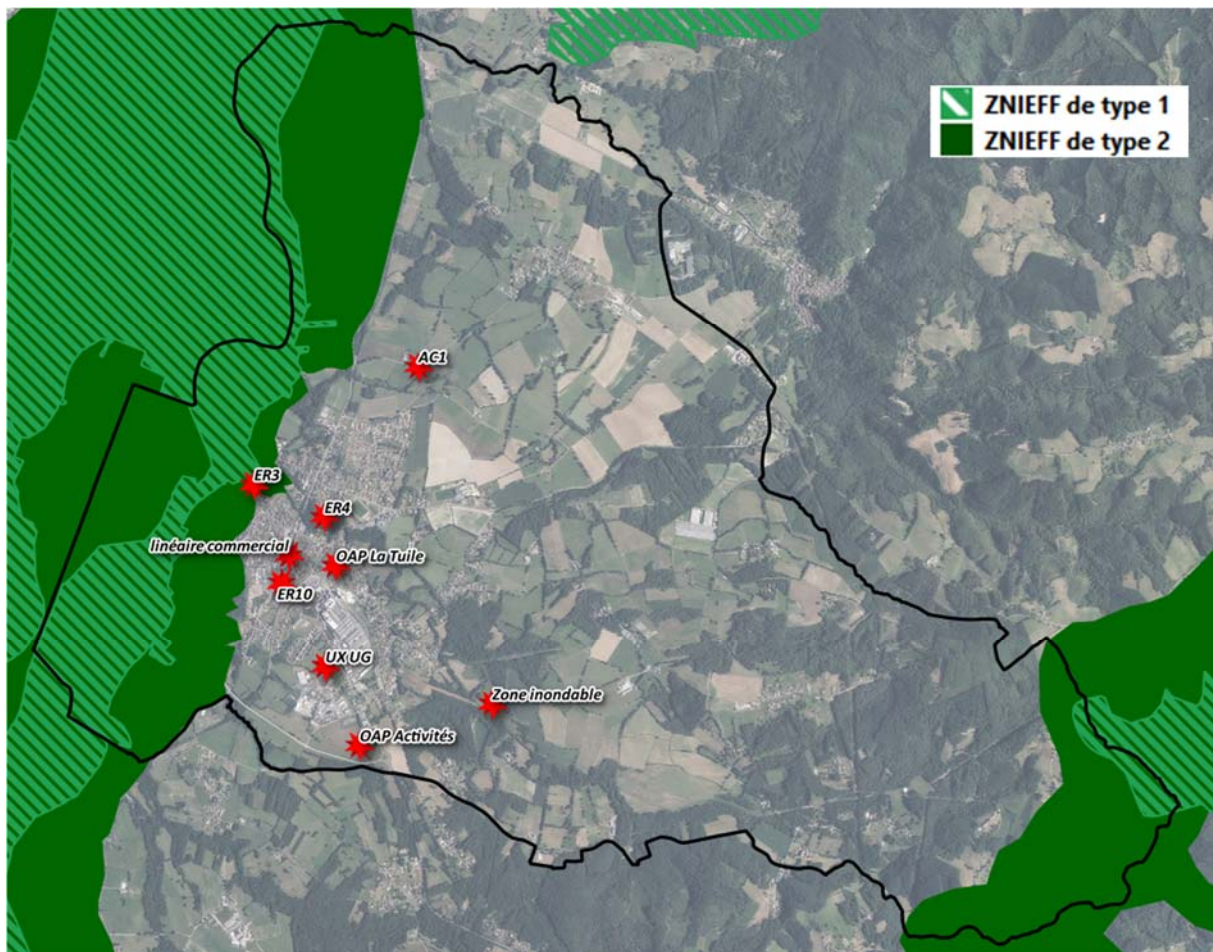 ZNIEFF de type 1
ZNIEFF de type 2
AC1
ER3
ER4
linéaire commercial
OAP La Tuile
ER10
UX UG
Zone inondable
OAP Activités